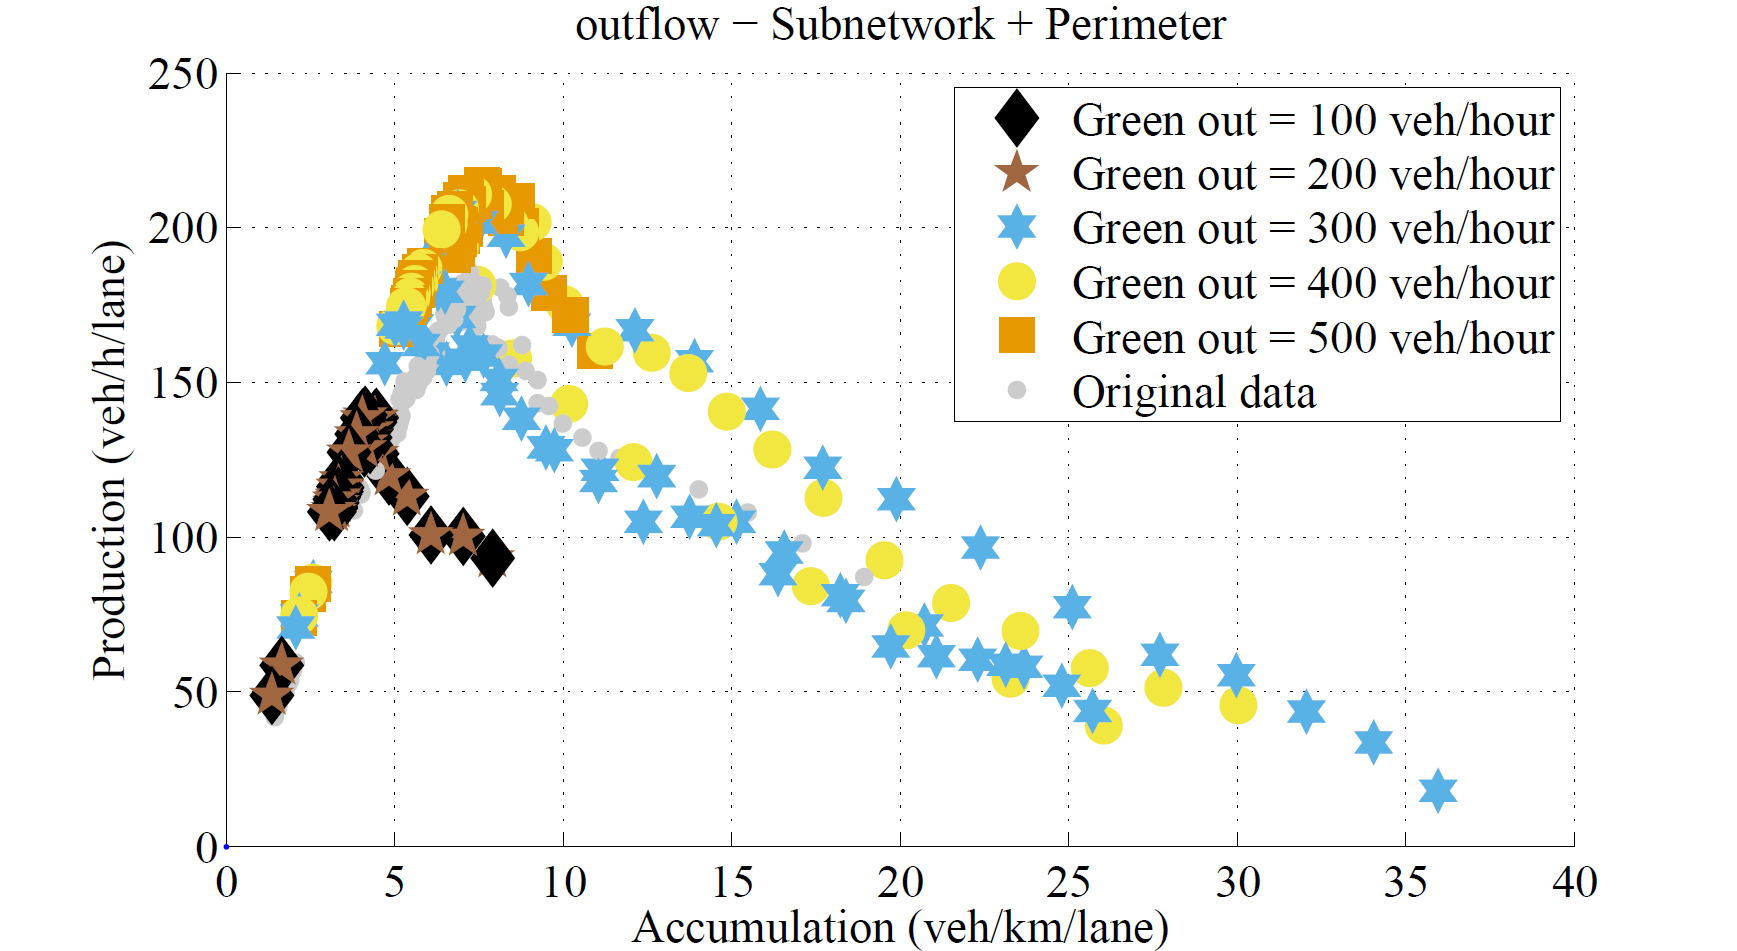 outflow − Subnetwork + Perimeter
250
200
150
100
50
0
Production (veh/h/lane)
Green out = 100 veh/hour
Green out = 200 veh/hour
Green out = 300 veh/hour
Green out = 400 veh/hour
Green out = 500 veh/hour
Original data
0 5 10 15 20 25 30 35 40
Accumulation (veh/km/lane)